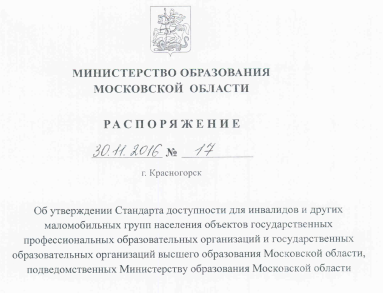 МИНИСТЕРСТВО ОБРАЗОВАНИЯ
МОСКОВСКОЙ ОБЛАСТИ
РАСПОРЯЖЕНИЕ
30.11.2016 № 17
г. Красногорск
Об утверждении Стандарта доступности для инвалидов и других
маломобильных групп населения объектов государственных
профессиональных образовательных организаций и государственных
образовательных организаций высшего образования Московской области,
подведомственных Министерству образования Московской области